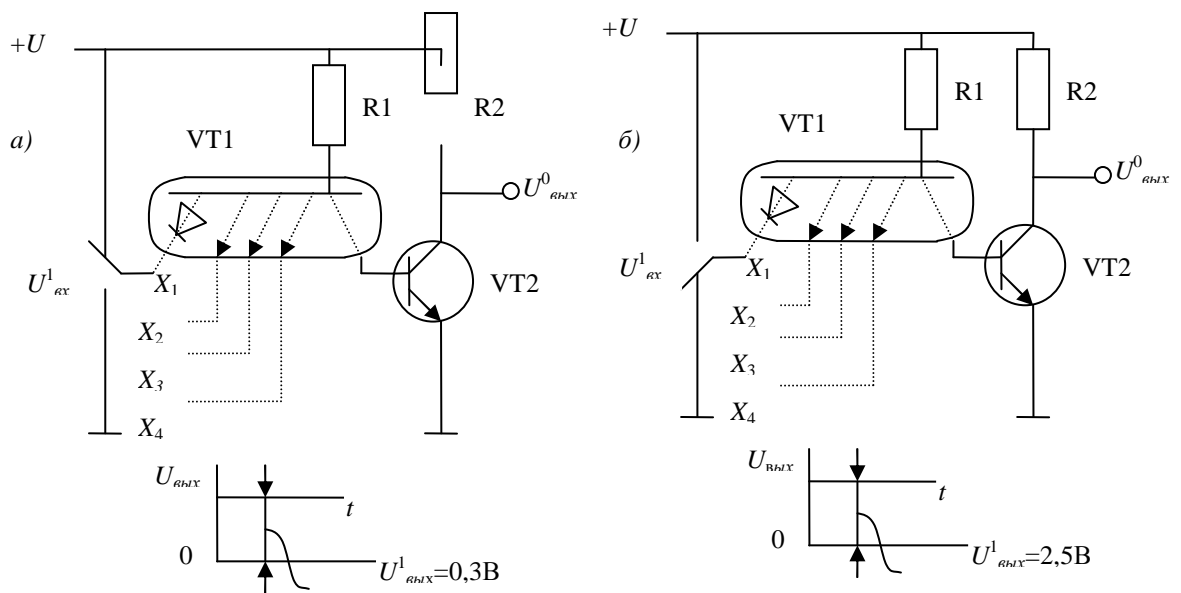 а)
+U
R1
R2
VT1
U⁰вых
U¹вх
X₁
X₂
X₃
X₄
VT2
Uвых
t
0
U¹вых=0,3В
б)
+U
R1
R2
VT1
U⁰вых
U¹вх
X₁
X₂
X₃
X₄
VT2
Uвых
t
0
U¹вых=2,5В